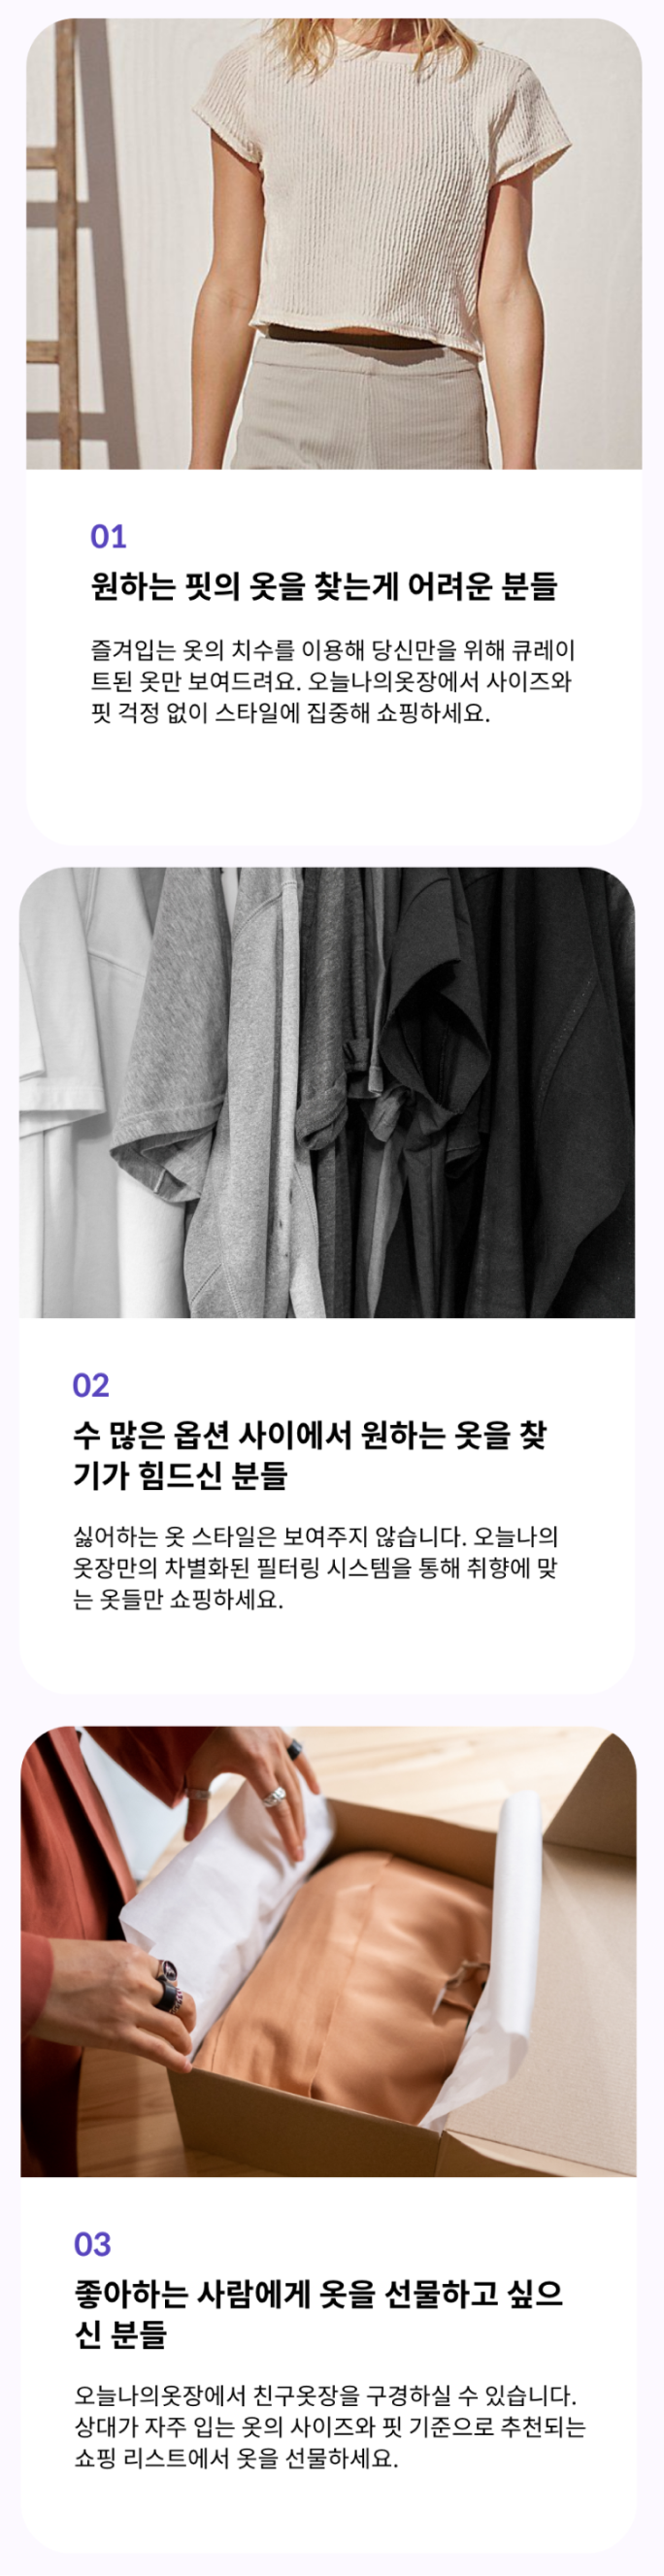 01
원하는 핏의 옷을 찾는게 어려운 분들
즐겨입는 옷의 치수를 이용해 당신만을 위해 큐레이
트된 옷만 보여드려요. 오늘나의옷장에서 사이즈와
핏 걱정 없이 스타일에 집중해 쇼핑하세요.
02
수 많은 옵션 사이에서 원하는 옷을 찾
기가 힘드신 분들
싫어하는 옷 스타일은 보여주지 않습니다. 오늘나의
옷장만의 차별화된 필터링 시스템을 통해 취향에 맞
는 옷들만 쇼핑하세요.
03
좋아하는 사람에게 옷을 선물하고 싶으
신 분들
오늘나의옷장에서 친구옷장을 구경하실 수 있습니다.
상대가 자주 입는 옷의 사이즈와 핏 기준으로 추천되는
쇼핑 리스트에서 옷을 선물하세요.